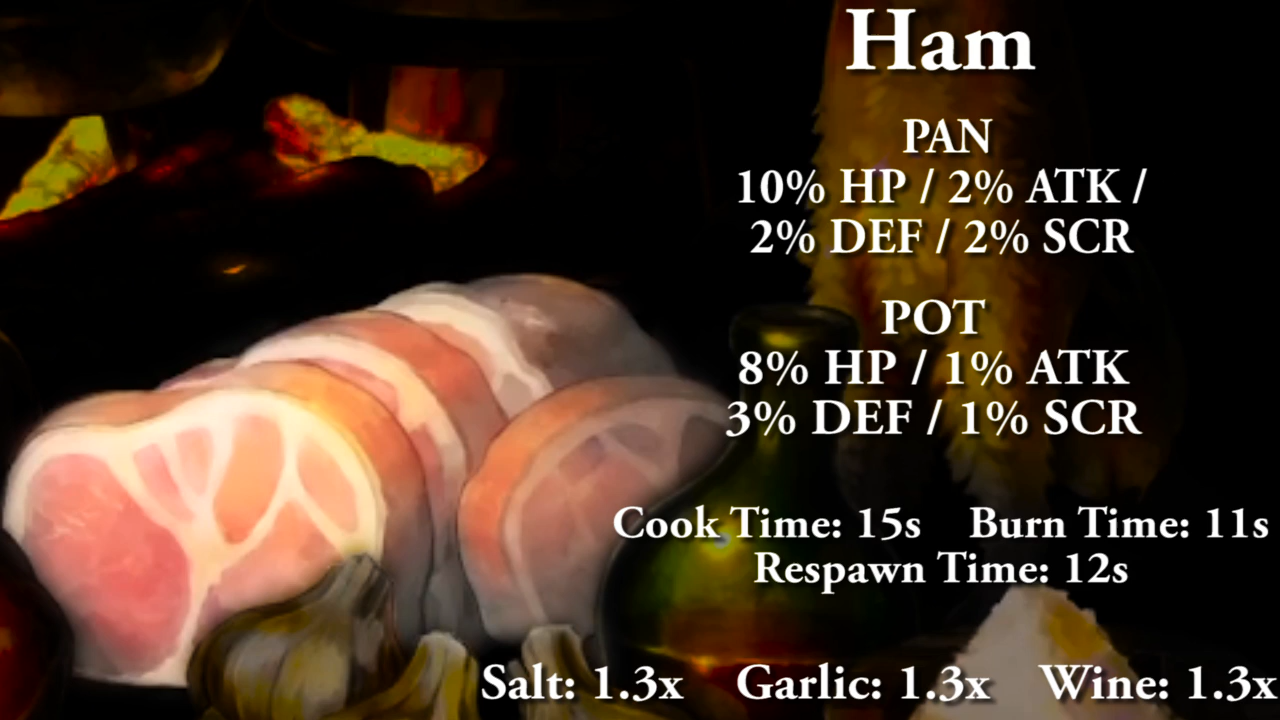 Ham
PAN
10% HP / 2% ATK /
2% DEF / 2% SCR
POT
8% HP / 1% ATK
3% DEF / 1% SCR
Cook Time: 15s Burn Time: 11s
Respawn Time: 12s
Salt: 1.3x Garlic: 1.3x Wine: 1.3x